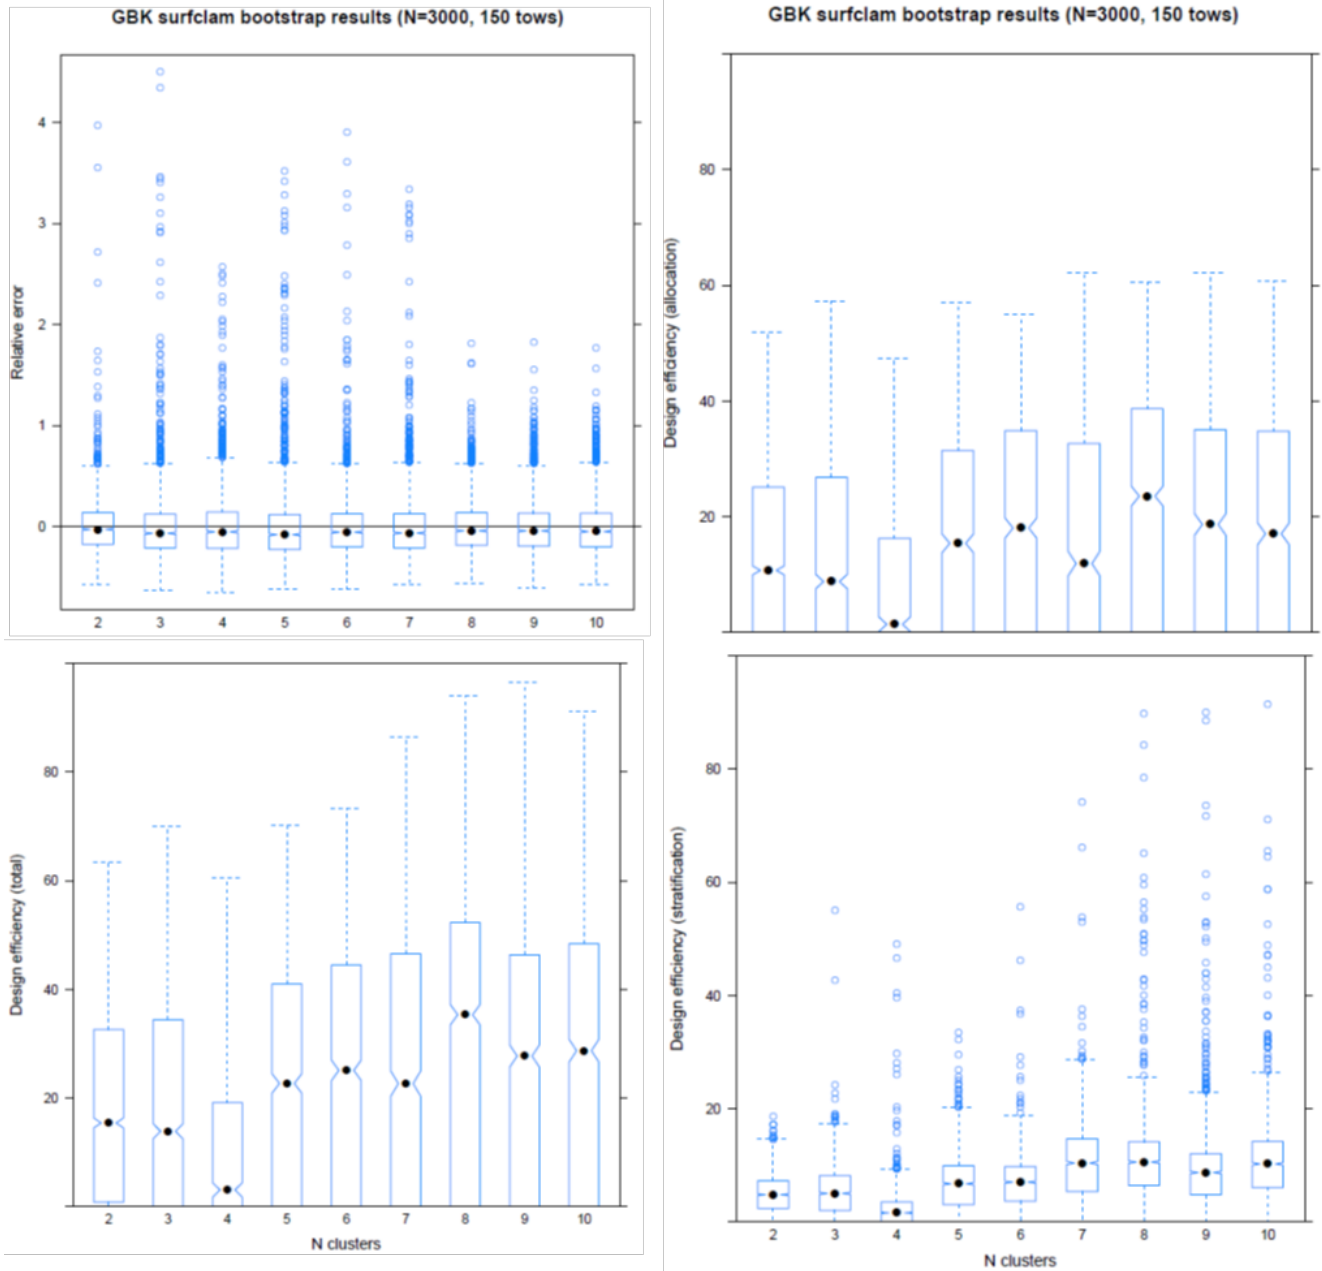 GBK surfclam bootstrap results (N=3000, 150 tows)
Relative error
4
3
2
1
0
2 3 4 5 6 7 8 9 10
GBK surfclam bootstrap results (N=3000, 150 tows)
Design efficiency (allocation)
80
60
40
20
Design efficiency (total)
80
60
40
20
2 3 4 5 6 7 8 9 10
N clusters
Design efficiency (stratification)
80
60
40
20
2 3 4 5 6 7 8 9 10
N clusters